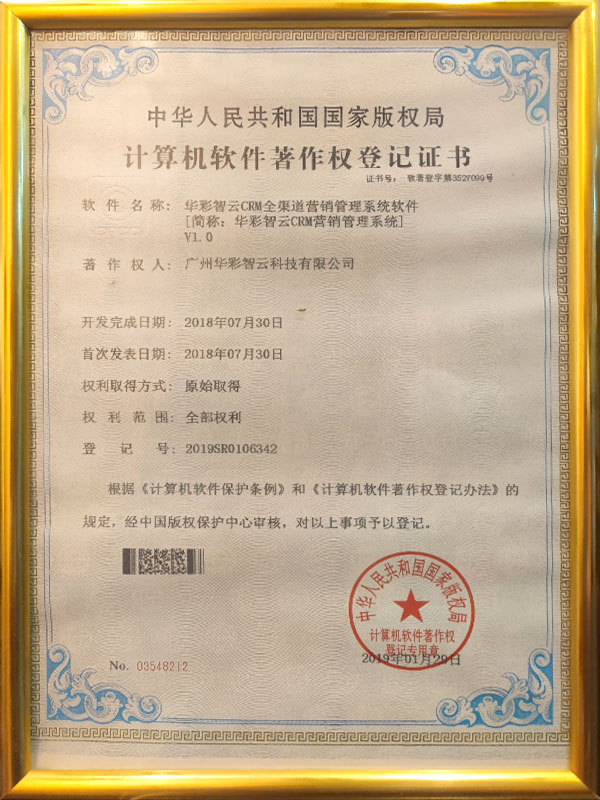 中华人民共和国国家版权局
计算机软件著作权登记证书
证书号： 软著登字第3527099号
软件名称： 华彩智云CRM全渠道营销管理系统软件
[简称：华彩智云CRM营销管理系统]
V1.0
著作权人： 广州华彩智云科技有限公司
开发完成日期： 2018年07月30日
首次发表日期： 2018年07月30日
权利取得方式： 原始取得
权利范围： 全部权利
登记号： 2019SR0106342
根据《计算机软件保护条例》和《计算机软件著作权登记办法》的
规定，经中国版权保护中心审核，对以上事项予以登记。
中华人民共和国国家版权局
计算机软件著作权
登记专用章
2019年01月29日
No. 03548212